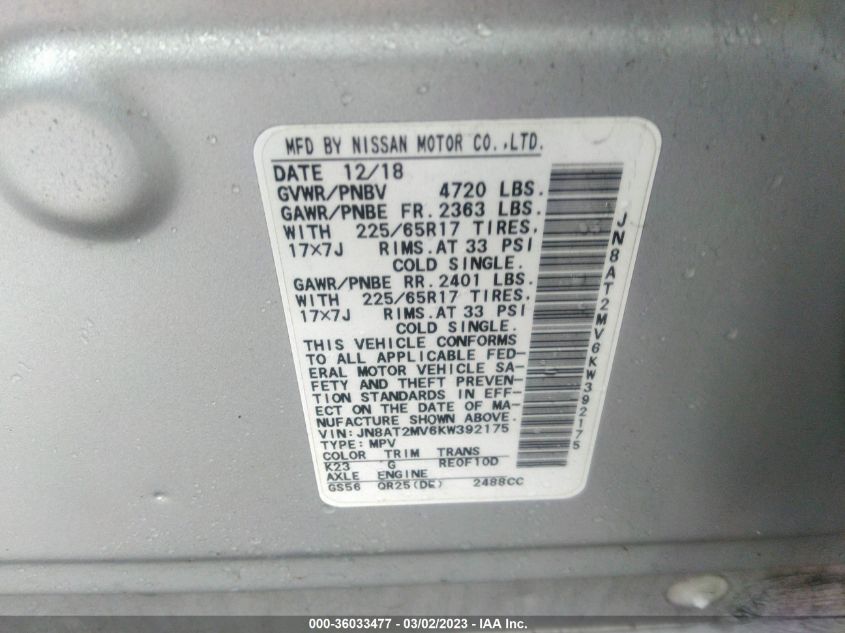 MFD BY NISSAN MOTOR CO.,LTD.
DATE 12/18
GVWR/PNBV 4720 LBS.
GAWR/PNBE FR. 2363 LBS.
WITH 225/65R17 TIRES,
17×7J RIMS.AT 33 PSI
COLD SINGLE.
GAWR/PNBE RR. 2401 LBS.
WITH 225/65R17 TIRES.
17×7J RIMS.AT 33 PSI
COLD SINGLE.
THIS VEHICLE CONFORMS
TO ALL APPLICABLE FED-
ERAL MOTOR VEHICLE SA-
FETY AND THEFT PREVEN-
TION STANDARDS IN EFF-
ECT ON THE DATE OF MA-
NUFACTURE SHOWN ABOVE.
VIN: JN8AT2MV6KW392175
TYPE: MPV
COLOR TRIM TRANS
K23 G RE0F10D
AXLE ENGINE
GS56 QR25(DE) 2488CC
JN8AT2MV6KW392175
000-36033477 - 03/02/2023 - IAA Inc.